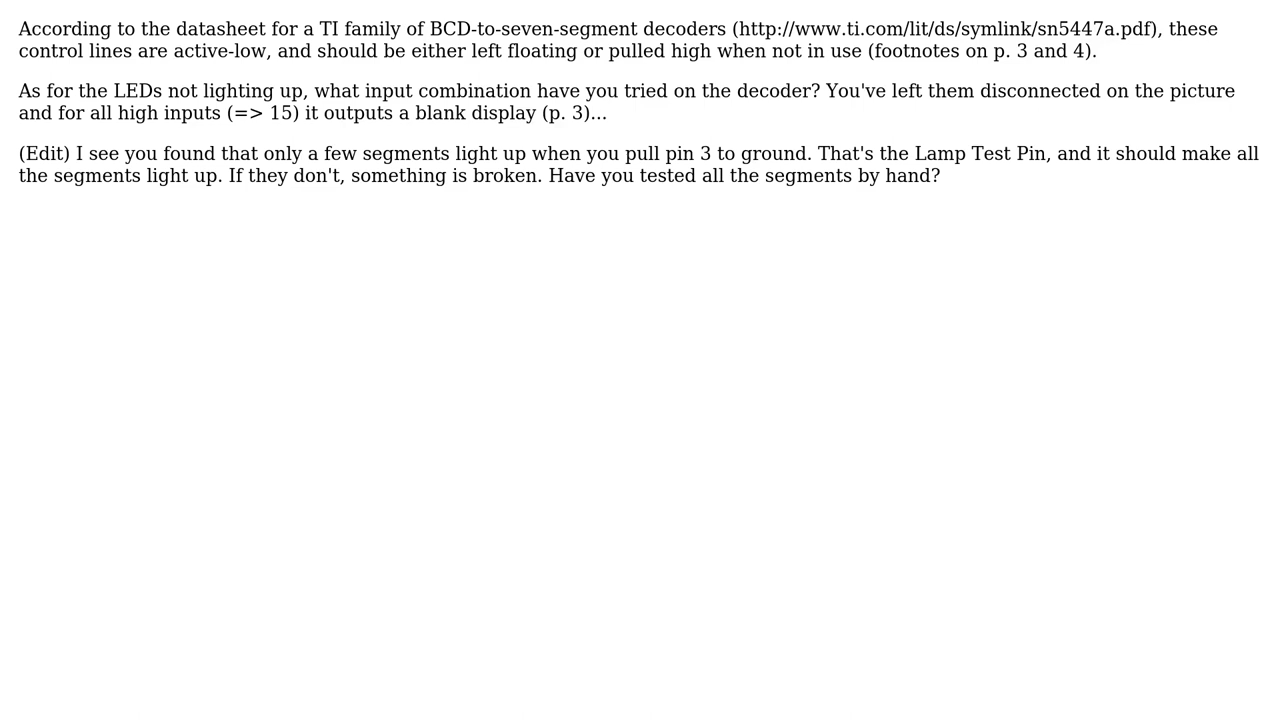 According to the datasheet for a TI family of BCD-to-seven-segment decoders (http://www.ti.com/lit/ds/symlink/sn5447a.pdf), these
control lines are active-low, and should be either left floating or pulled high when not in use (footnotes on p. 3 and 4).
As for the LEDs not lighting up, what input combination have you tried on the decoder? You've left them disconnected on the picture
and for all high inputs (=> 15) it outputs a blank display (p. 3)...
(Edit) I see you found that only a few segments light up when you pull pin 3 to ground. That's the Lamp Test Pin, and it should make all
the segments light up. If they don't, something is broken. Have you tested all the segments by hand?